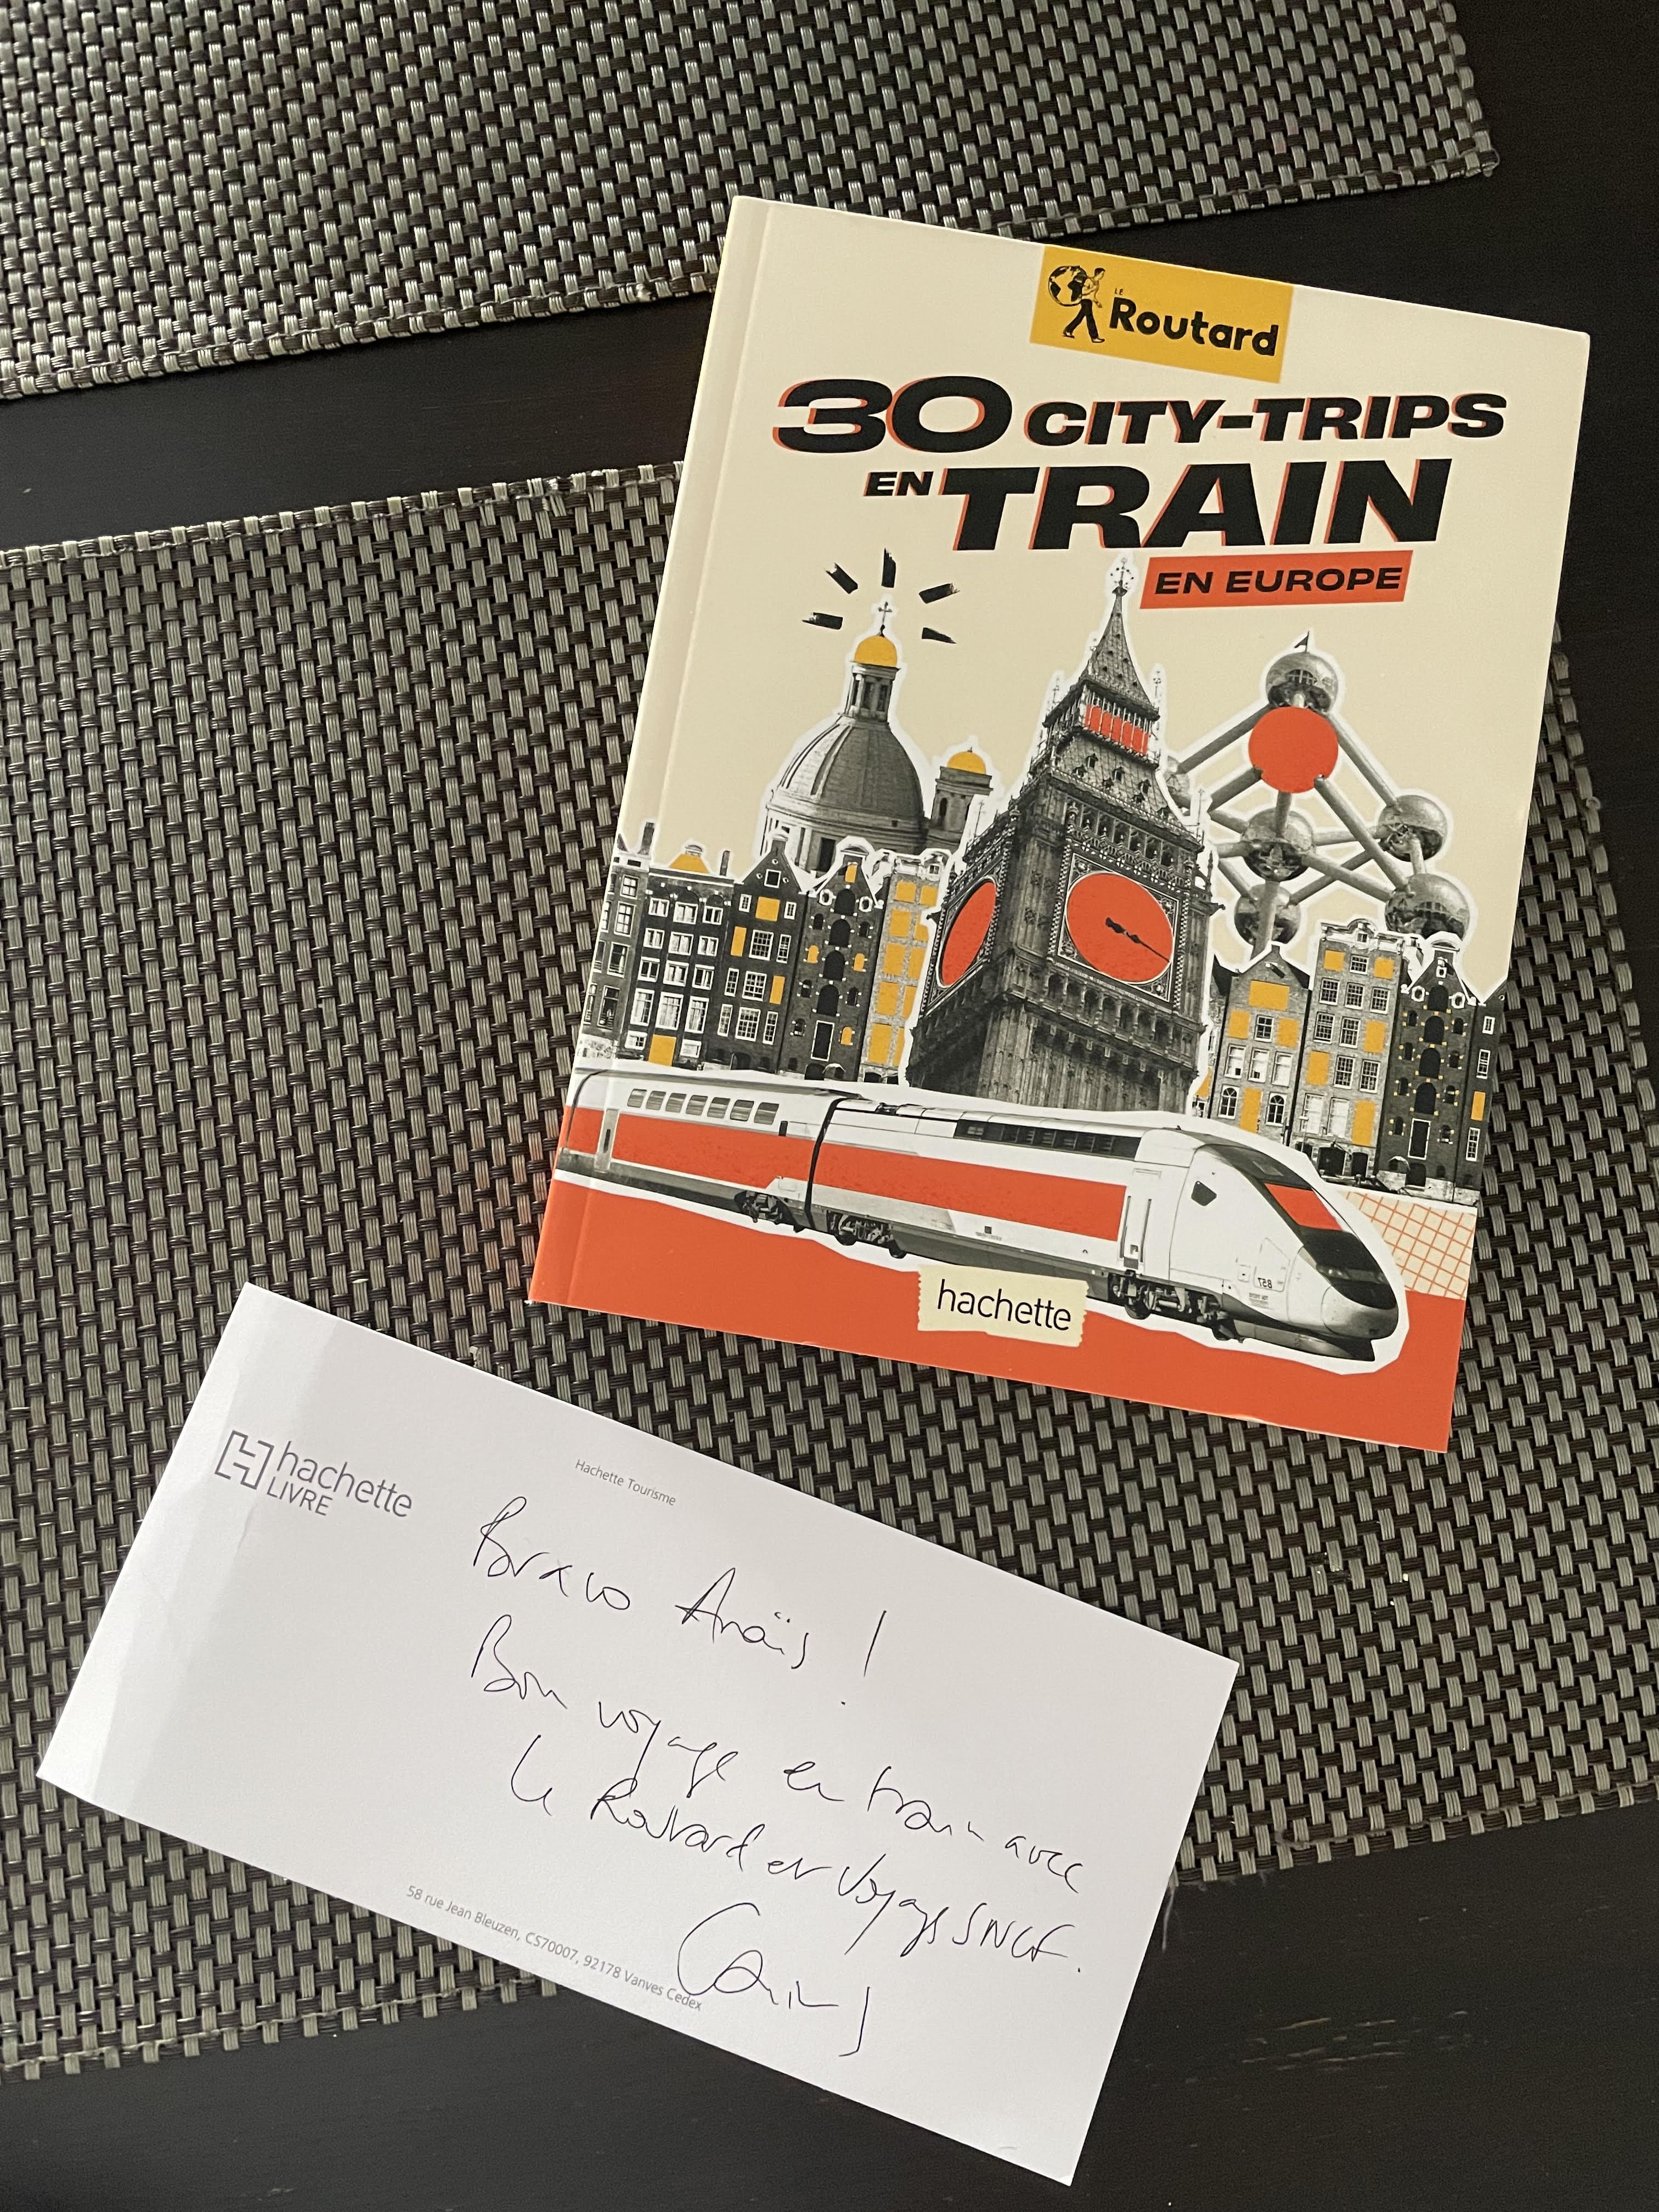 LE
Routard
30 CITY-TRIPS
EN TRAIN
EN EUROPE
857
hachette
hachette
LIVRE
Hachette Tourisme
Bravo Anaïs !
Bon voyage en train avec
le Routard et Voyages SNCF.
58 rue Jean Bleuzen, CS70007, 92178 Vanves Cedex